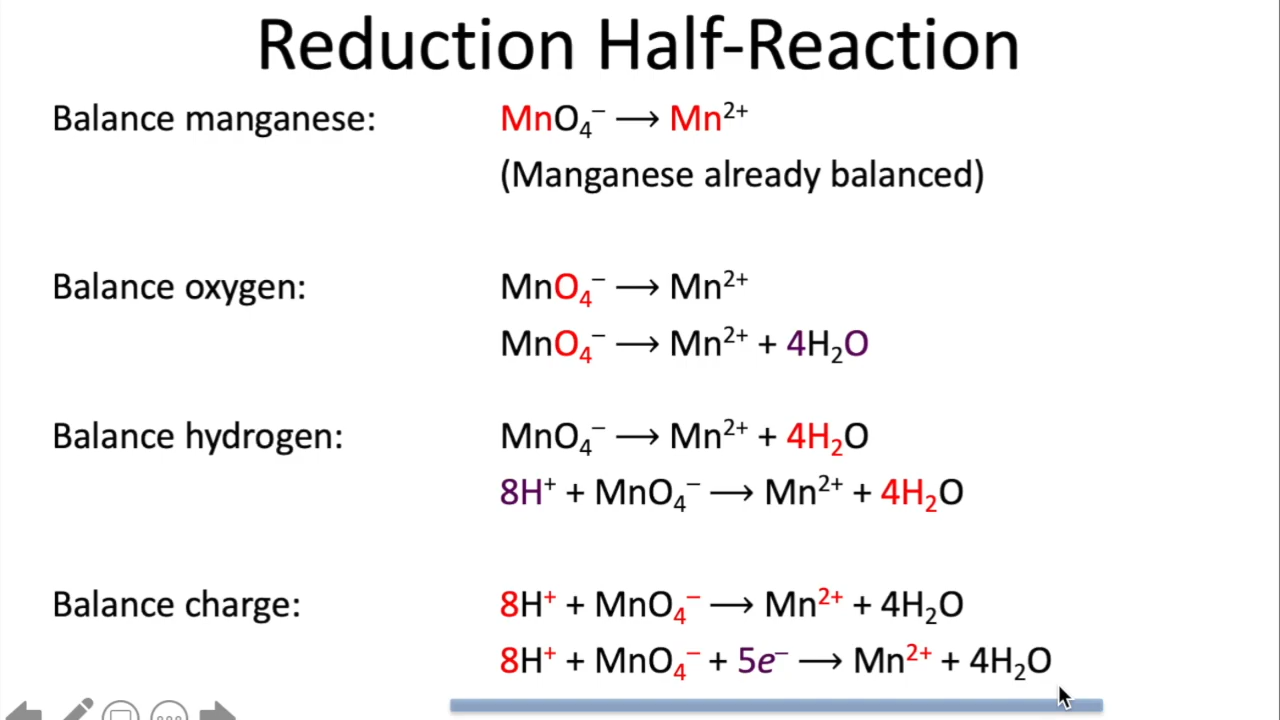 Reduction Half-Reaction
Balance manganese: MnO₄⁻ ⟶ Mn²⁺
(Manganese already balanced)
Balance oxygen: MnO₄⁻ ⟶ Mn²⁺
MnO₄⁻ ⟶ Mn²⁺ + 4H₂O
Balance hydrogen: MnO₄⁻ ⟶ Mn²⁺ + 4H₂O
8H⁺ + MnO₄⁻ ⟶ Mn²⁺ + 4H₂O
Balance charge: 8H⁺ + MnO₄⁻ ⟶ Mn²⁺ + 4H₂O
8H⁺ + MnO₄⁻ + 5e⁻ ⟶ Mn²⁺ + 4H₂O